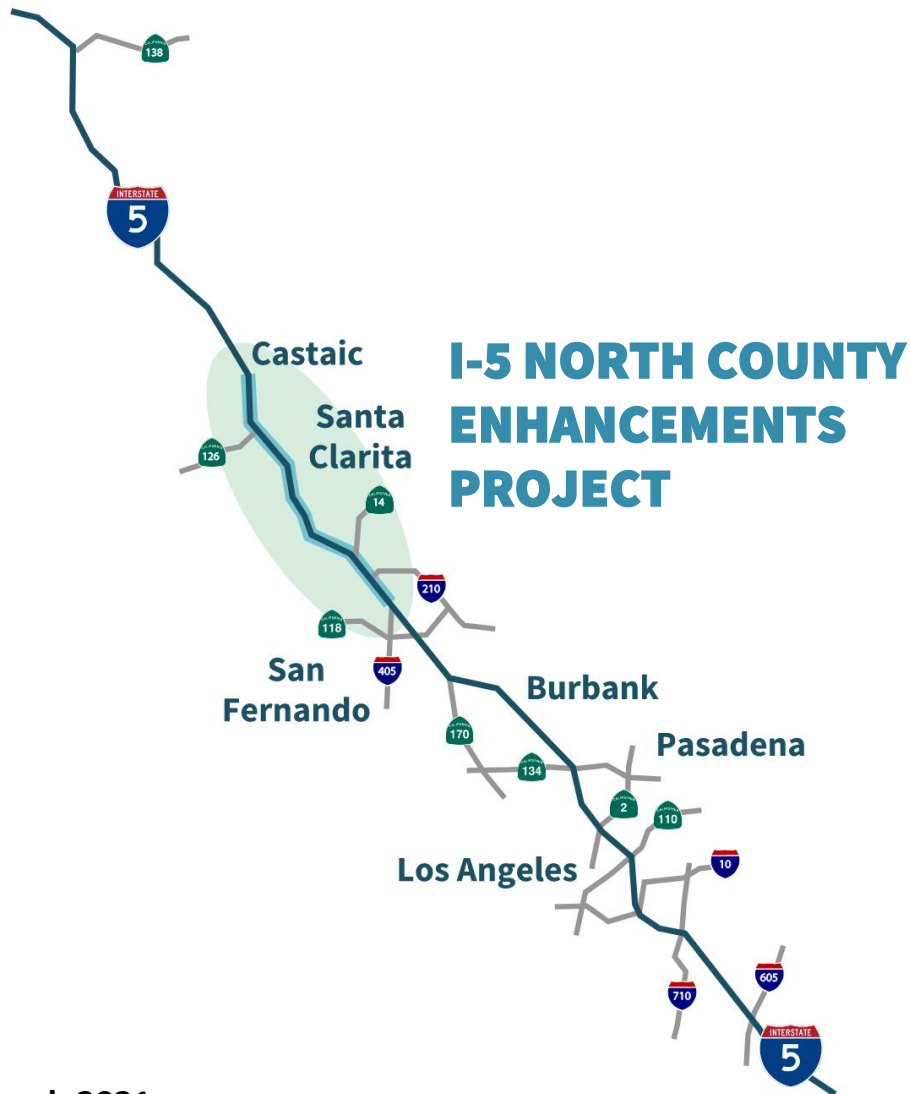 138
INTERSTATE
5
Castaic
I-5 NORTH COUNTY
ENHANCEMENTS
PROJECT
Santa
Clarita
126
14
210
118
San
Fernando
405
Burbank
170
Pasadena
134
2
110
Los Angeles
10
605
710
INTERSTATE
5